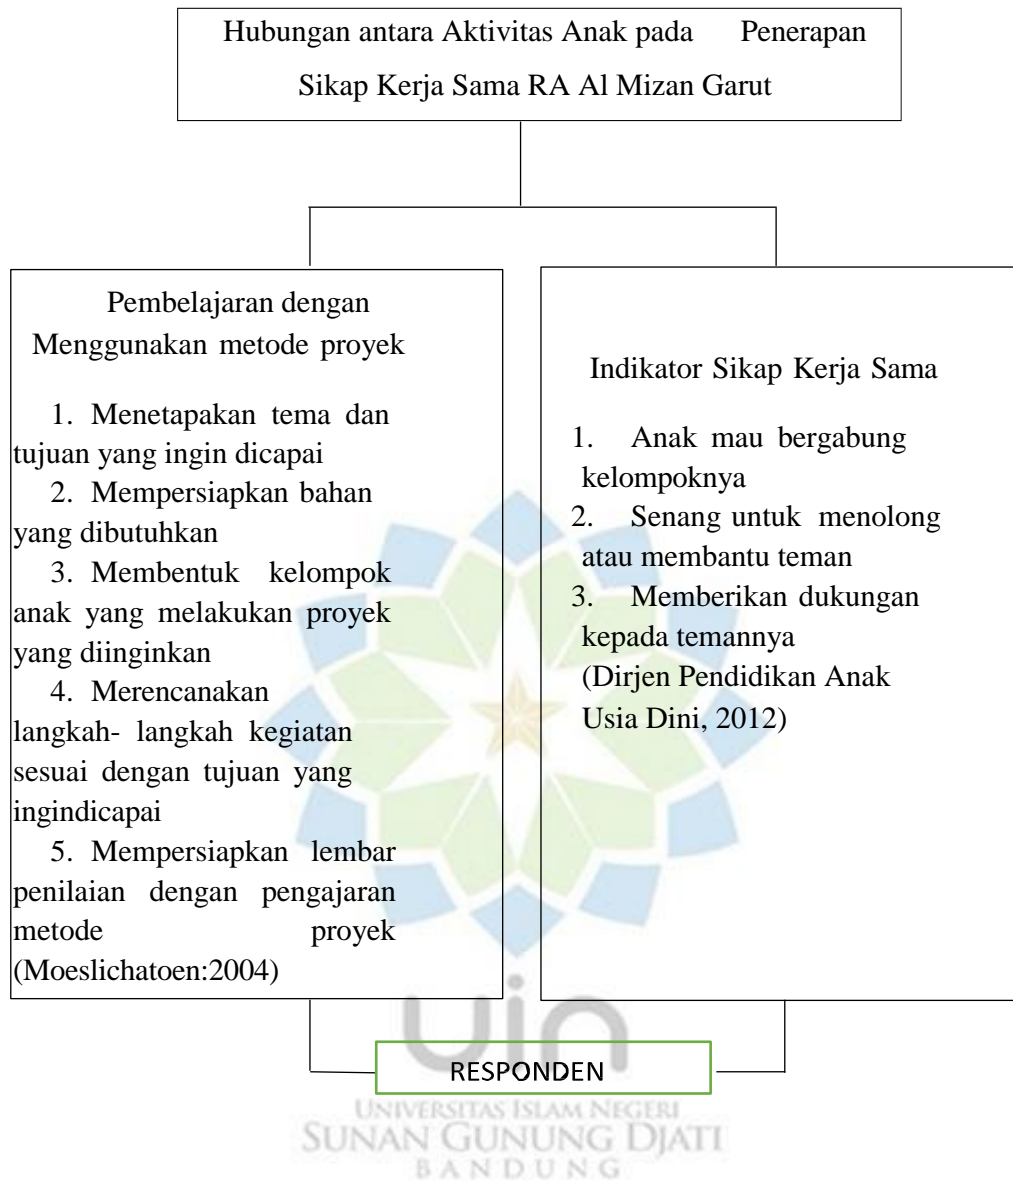 Hubungan antara Aktivitas Anak pada Penerapan
Sikap Kerja Sama RA Al Mizan Garut
Pembelajaran dengan
Menggunakan metode proyek
1. Menetapakan tema dan
tujuan yang ingin dicapai
2. Mempersiapkan bahan
yang dibutuhkan
3. Membentuk kelompok
anak yang melakukan proyek
yang diinginkan
4. Merencanakan
langkah- langkah kegiatan
sesuai dengan tujuan yang
ingindicapai
5. Mempersiapkan lembar
penilaian dengan pengajaran
metode proyek
(Moeslichatoen:2004)
Indikator Sikap Kerja Sama
1. Anak mau bergabung
kelompoknya
2. Senang untuk menolong
atau membantu teman
3. Memberikan dukungan
kepada temannya
(Dirjen Pendidikan Anak
Usia Dini, 2012)
uin
RESPONDEN
UNIVERSITAS ISLAM NEGERI
SUNAN GUNUNG DJATI
BANDUNG